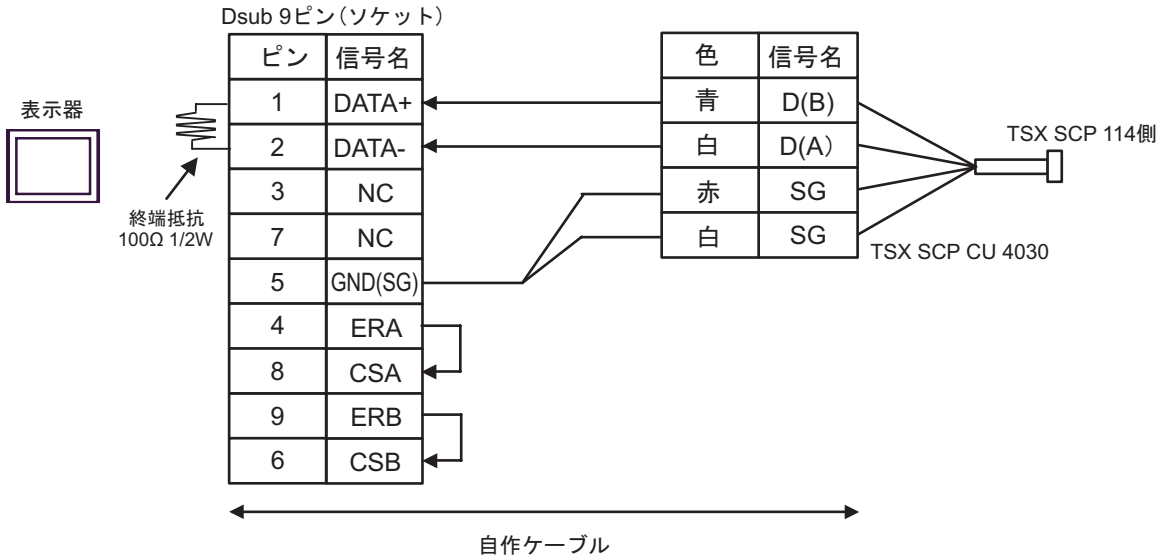 Dsub 9ピン（ソケット）
表示器
終端抵抗
100Ω 1/2W
ピン 信号名
1 DATA+
2 DATA-
3 NC
7 NC
5 GND(SG)
4 ERA
8 CSA
9 ERB
6 CSB
色 信号名
青 D(B)
白 D(A）
赤 SG
白 SG
TSX SCP 114側
TSX SCP CU 4030
自作ケーブル